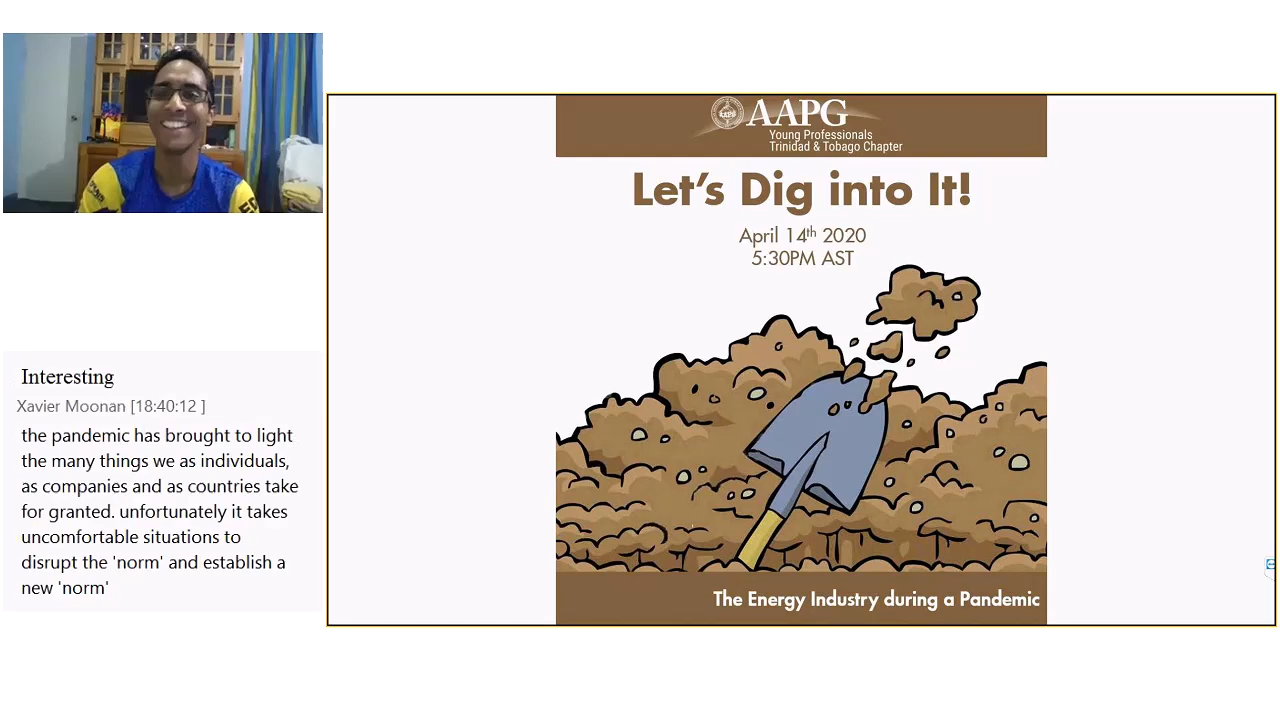 AAPG
Young Professionals
Trinidad & Tobago Chapter
Let's Dig into It!
April 14th 2020
5:30PM AST
The Energy Industry during a Pandemic
Interesting
Xavier Moonan [18:40:12 ]
the pandemic has brought to light
the many things we as individuals,
as companies and as countries take
for granted. unfortunately it takes
uncomfortable situations to
disrupt the 'norm' and establish a
new 'norm'